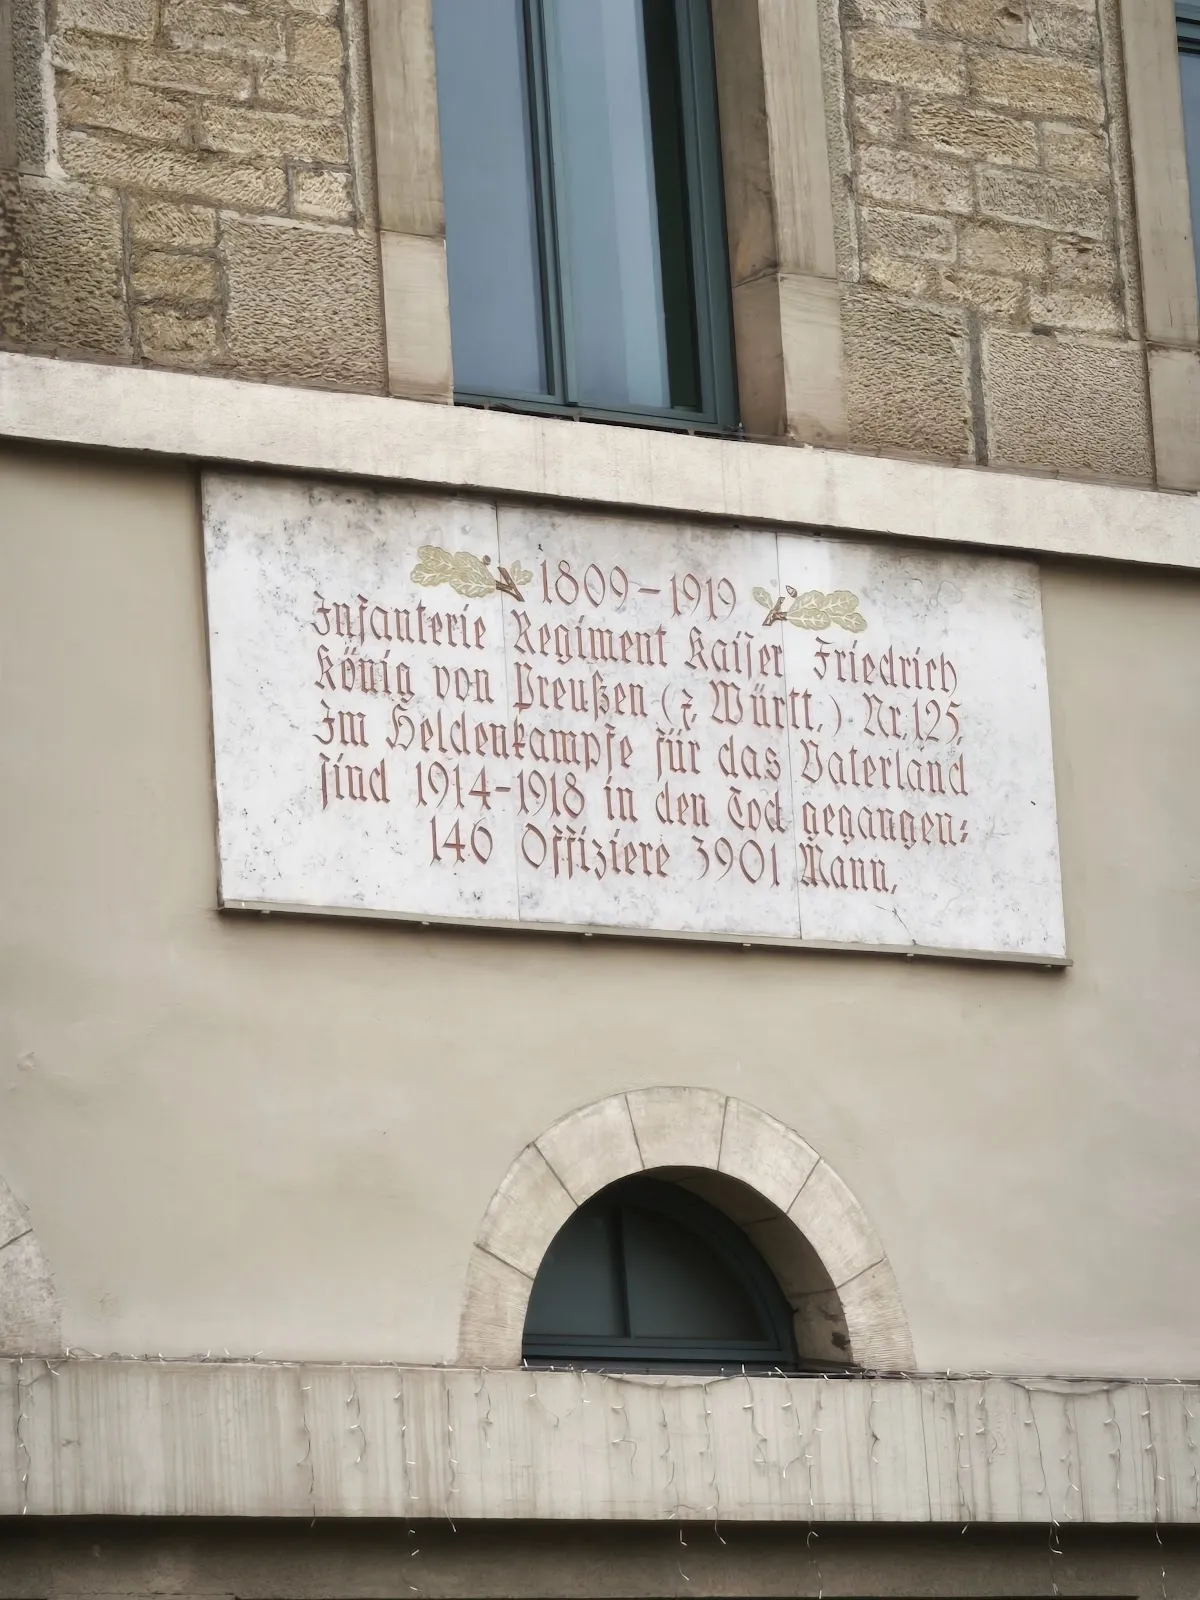 1809-1919
Infanterie Regiment Kaiser Friedrich
König von Preußen (7. Württ.) Nr. 125.
Im Heldenkampfe für das Vaterland
sind 1914-1918 in den Tod gegangen:
146 Offiziere 3901 Mann.